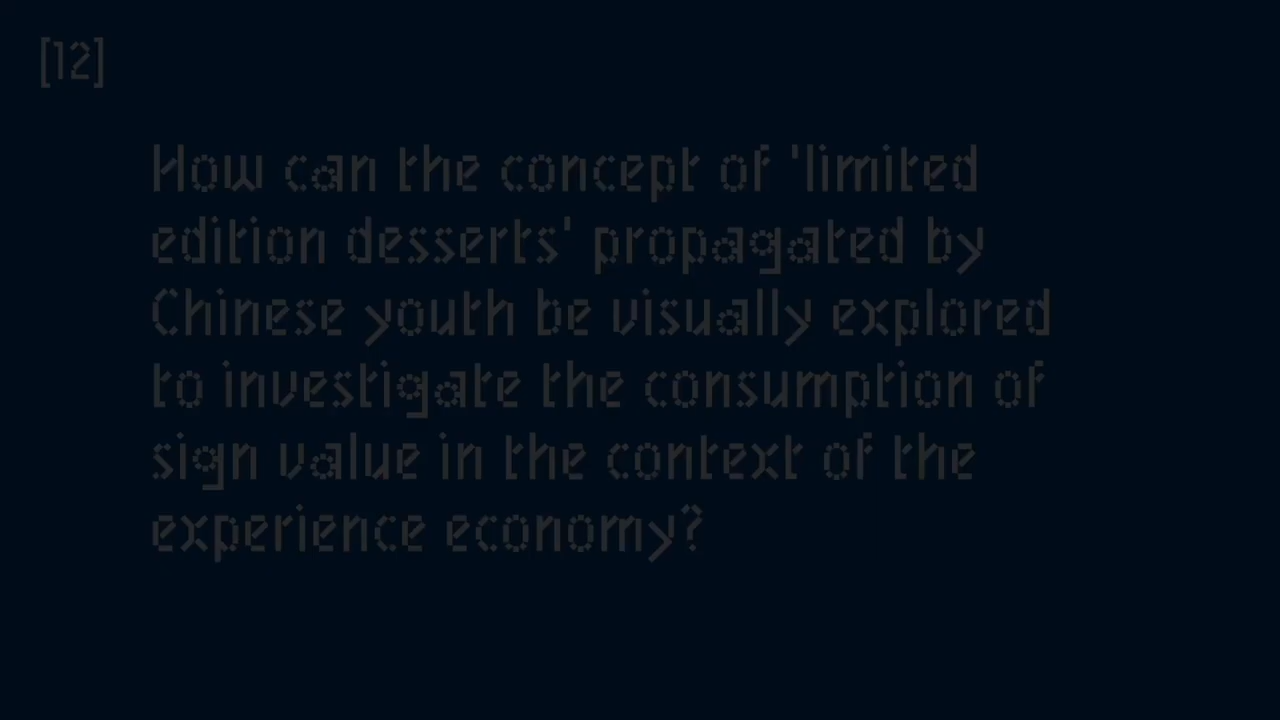 [12]
How can the concept of 'limited
edition desserts' propagated by
Chinese youth be visually explored
to investigate the consumption of
sign value in the context of the
experience economy?